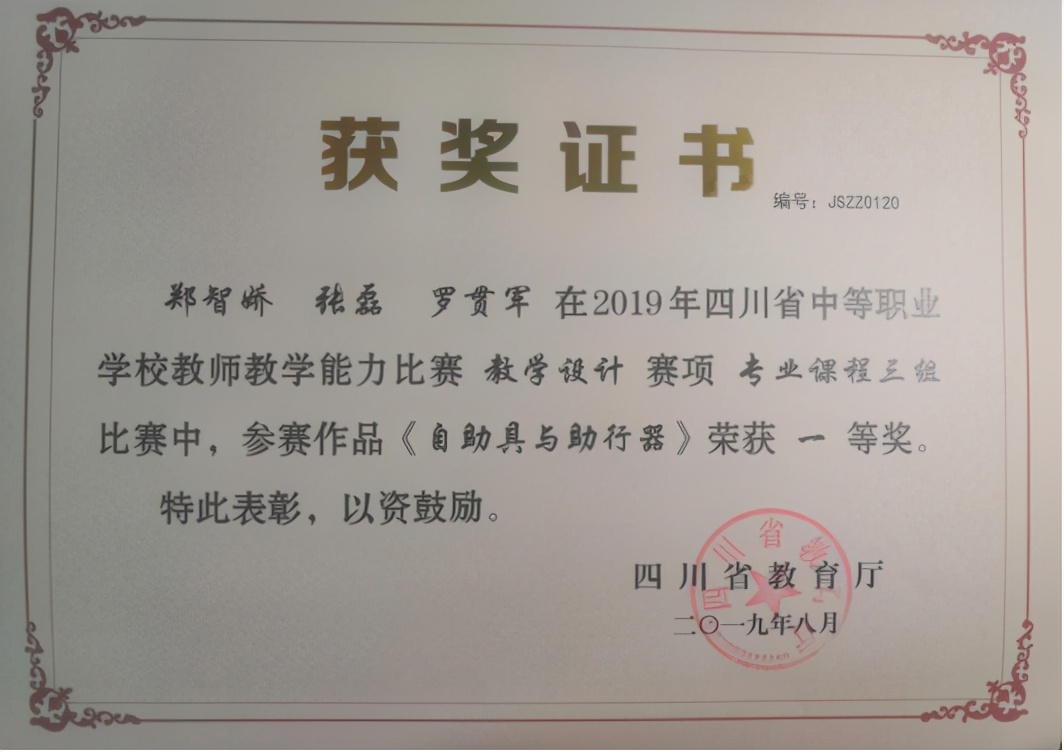 获奖证书
编号：JSZZ0120
郑智娇 张磊 罗贯军 在2019年四川省中等职业
学校教师教学能力比赛 教学设计 赛项 专业课程三组
比赛中，参赛作品《自助具与助行器》荣获 一 等奖。
特此表彰，以资鼓励。
四川省教育厅
二〇一九年八月